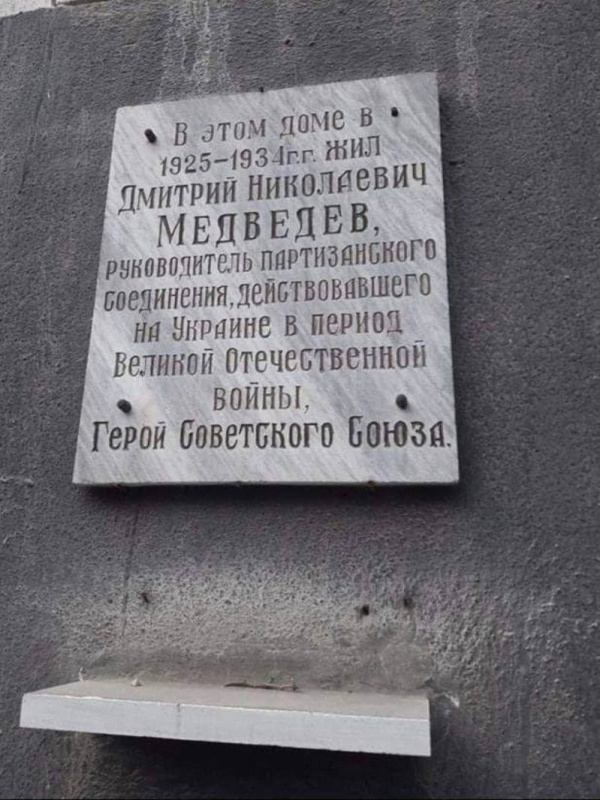 В этом доме в
1925–1934г.г. жил
Дмитрий Николаевич
Медведев,
руководитель партизанского
соединения, действовавшего
на Украине в период
Великой Отечественной
войны,
Герой Советского Союза.